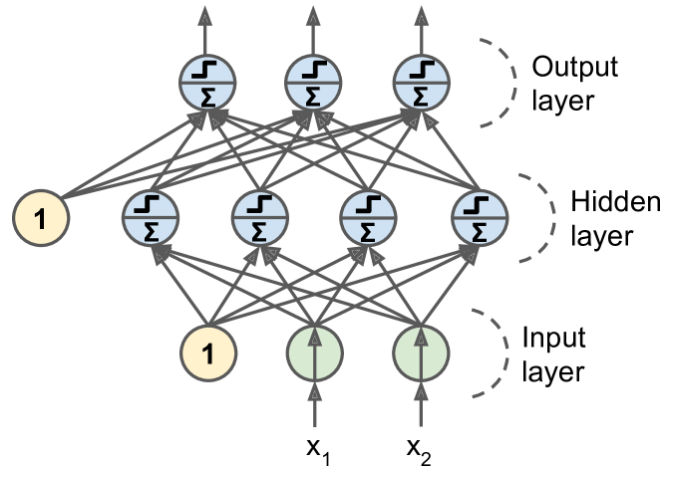 Σ Σ Σ
Output
layer
1 Σ Σ Σ Σ
Hidden
layer
1
Input
layer
x₁ x₂